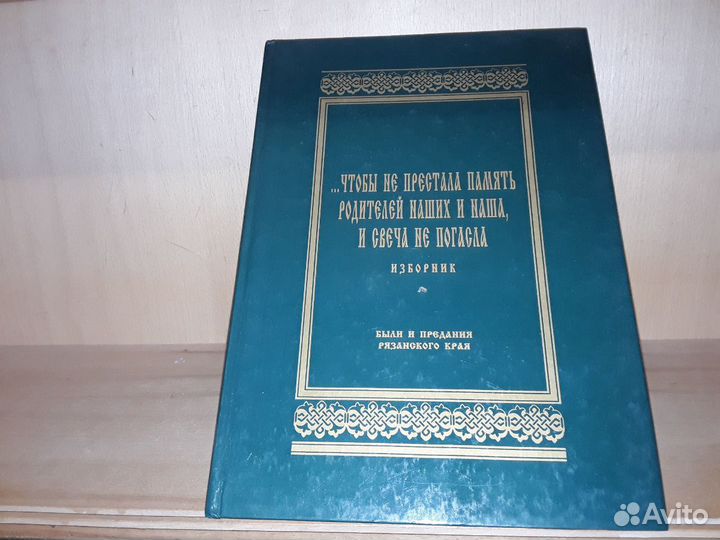 ...ЧТОБЫ НЕ ПРЕСТАЛА ПАМЯТЬ
РОДИТЕЛЕЙ НАШИХ И НАША,
И СВЕЧА НЕ ПОГАСЛА
ИЗБОРНИК
БЫЛИ И ПРЕДАНИЯ
РЯЗАНСКОГО КРАЯ
Avito